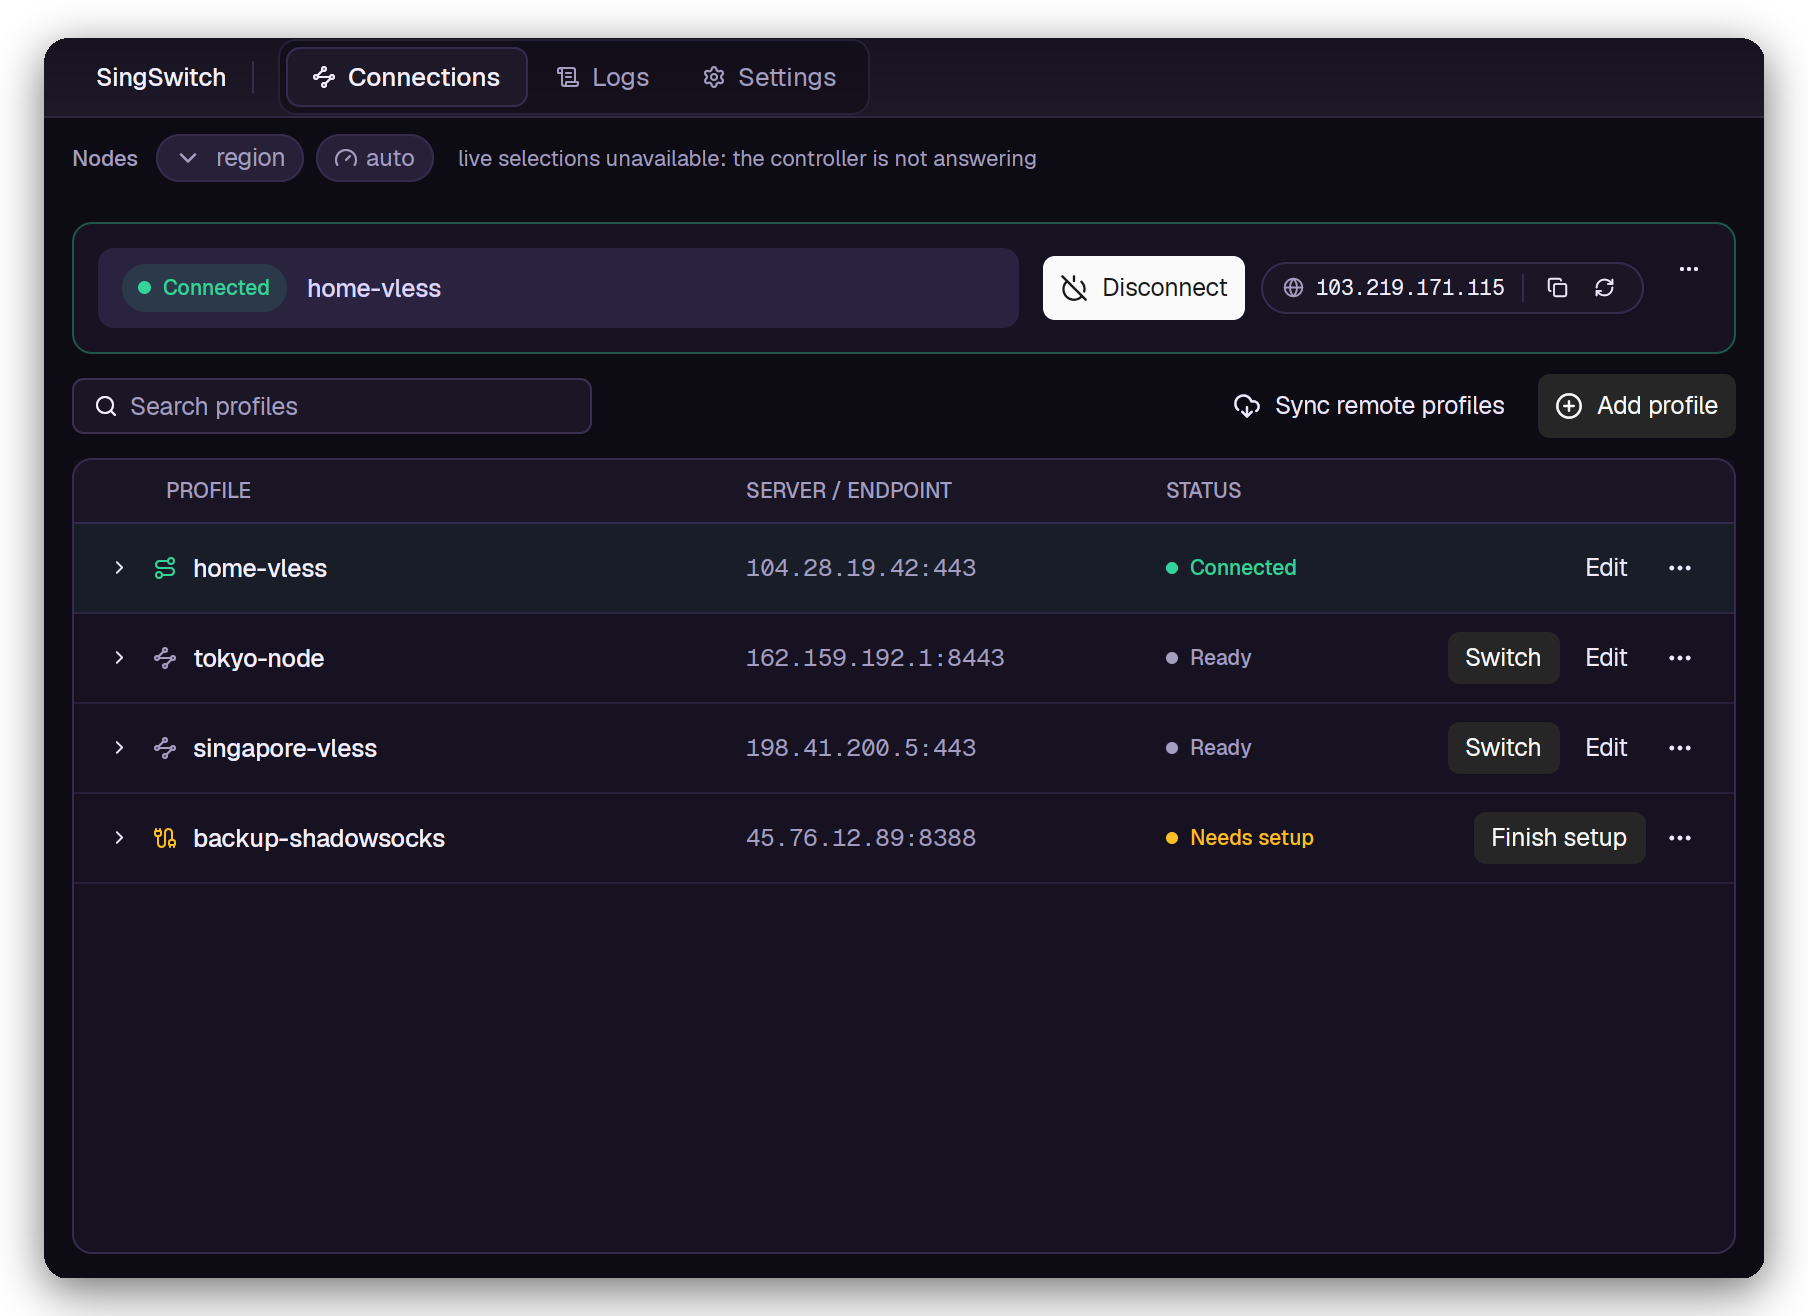 SingSwitch Connections Logs Settings
Nodes region auto live selections unavailable: the controller is not answering
Connected home-vless Disconnect 103.219.171.115
Search profiles Sync remote profiles Add profile
PROFILE SERVER / ENDPOINT STATUS
home-vless 104.28.19.42:443 Connected Edit
tokyo-node 162.159.192.1:8443 Ready Switch Edit
singapore-vless 198.41.200.5:443 Ready Switch Edit
backup-shadowsocks 45.76.12.89:8388 Needs setup Finish setup